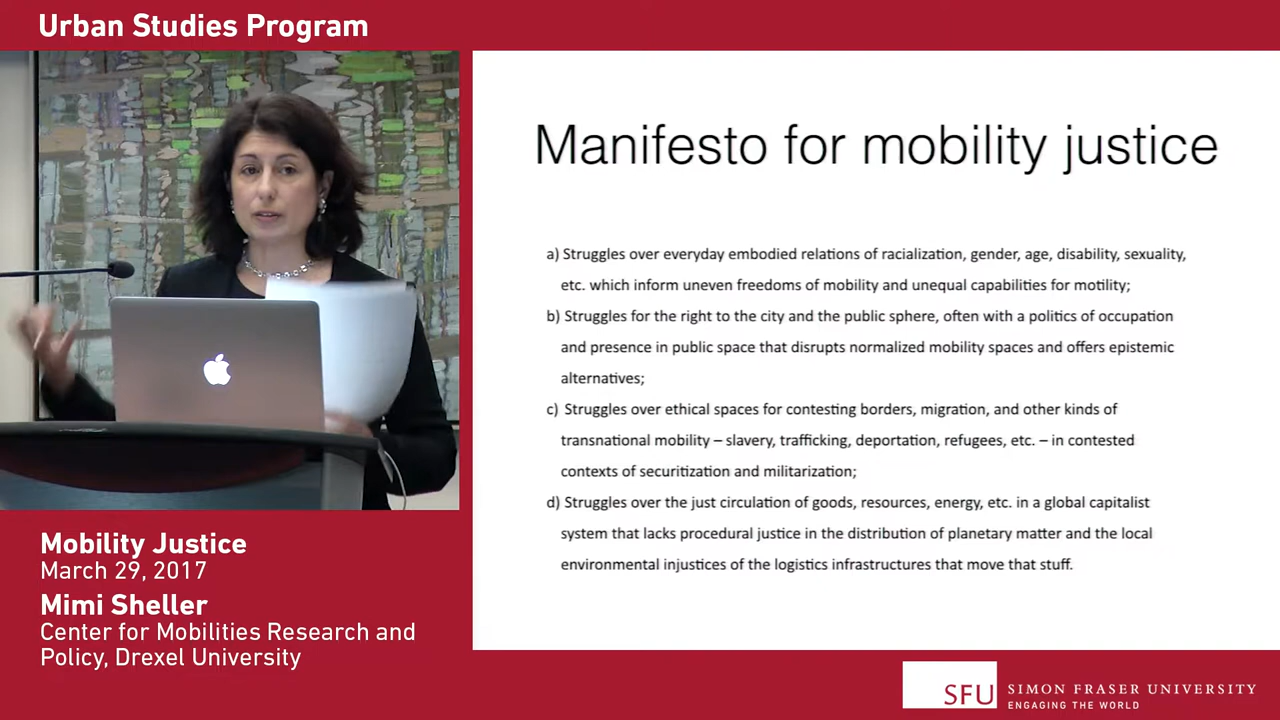 Urban Studies Program
Manifesto for mobility justice
a) Struggles over everyday embodied relations of racialization, gender, age, disability, sexuality,
etc. which inform uneven freedoms of mobility and unequal capabilities for motility;
b) Struggles for the right to the city and the public sphere, often with a politics of occupation
and presence in public space that disrupts normalized mobility spaces and offers epistemic
alternatives;
c) Struggles over ethical spaces for contesting borders, migration, and other kinds of
transnational mobility – slavery, trafficking, deportation, refugees, etc. – in contested
contexts of securitization and militarization;
d) Struggles over the just circulation of goods, resources, energy, etc. in a global capitalist
system that lacks procedural justice in the distribution of planetary matter and the local
environmental injustices of the logistics infrastructures that move that stuff.
Mobility Justice
March 29, 2017
Mimi Sheller
Center for Mobilities Research and
Policy, Drexel University
SFU
SIMON FRASER UNIVERSITY
ENGAGING THE WORLD